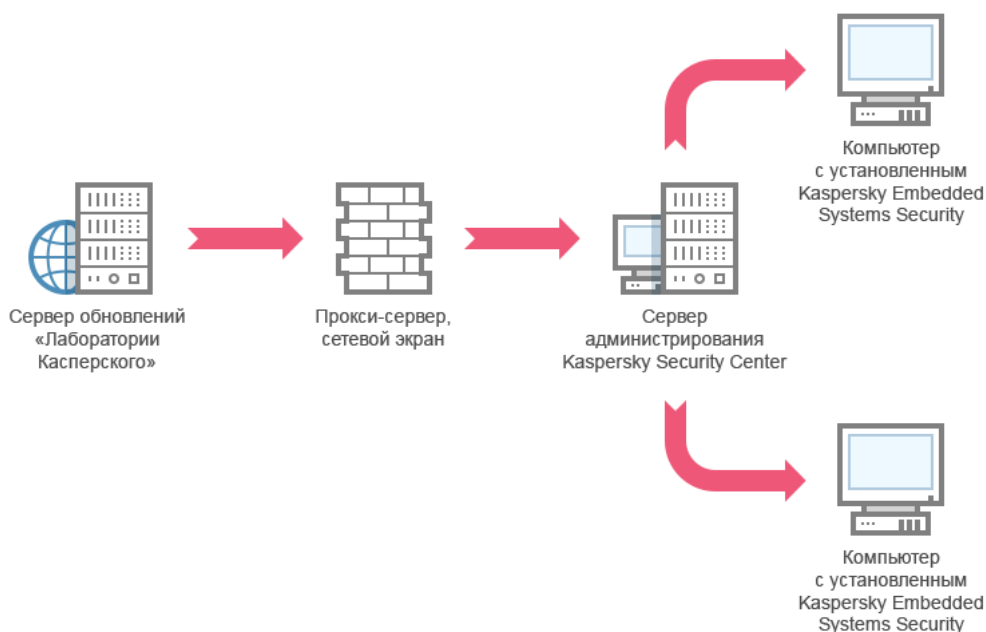 Компьютер
с установленным
Kaspersky Embedded
Systems Security
Сервер обновлений
«Лаборатории
Касперского»
Прокси-сервер,
сетевой экран
Сервер
администрирования
Kaspersky Security Center
Компьютер
с установленным
Kaspersky Embedded
Systems Security